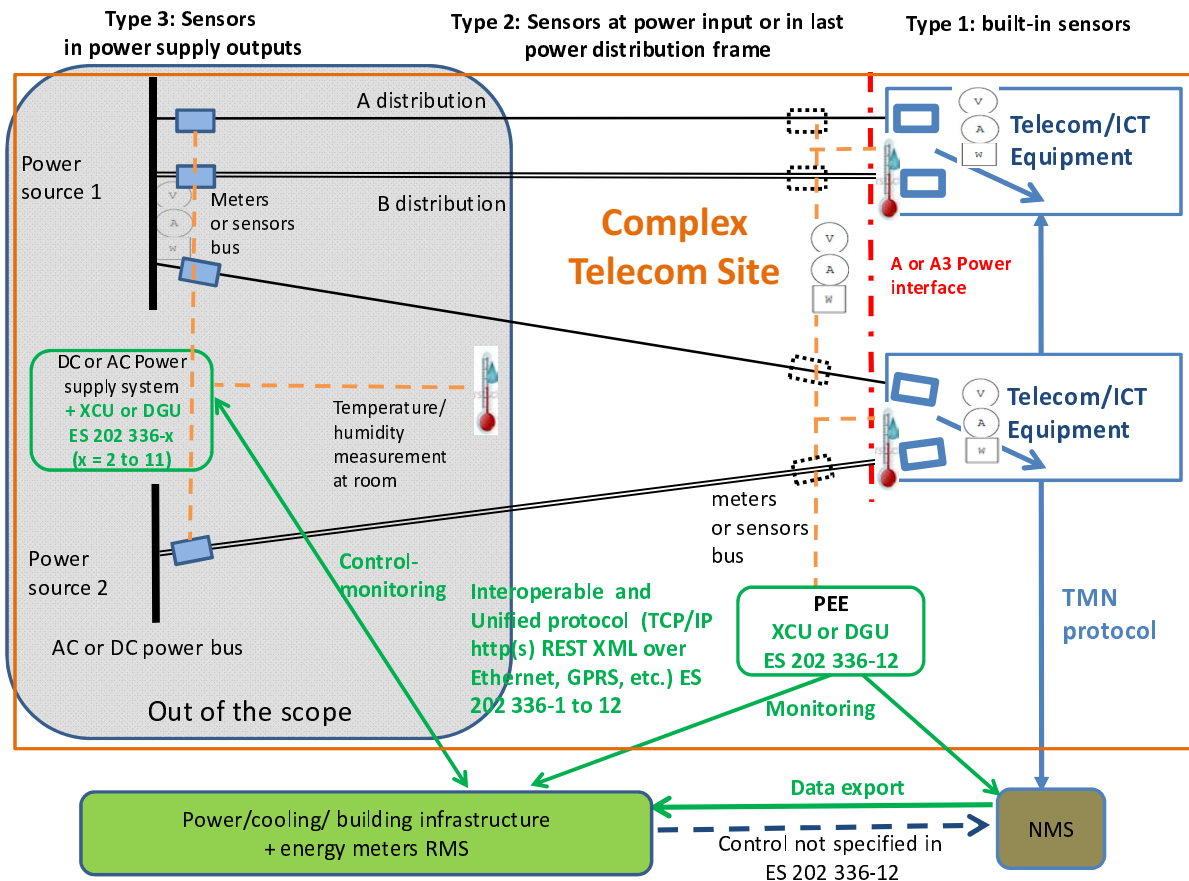 Type 3: Sensors
in power supply outputs
Type 2: Sensors at power input or in last
power distribution frame
Type 1: built-in sensors
A distribution
Power
source 1
B distribution
Meters
or sensors
bus
V
A
W
Complex
Telecom Site
V
A
W
V
A
W
Telecom/ICT
Equipment
A or A3 Power
interface
DC or AC Power
supply system
+ XCU or DGU
ES 202 336-x
(x = 2 to 11)
Temperature/
humidity
measurement
at room
V
A
W
Telecom/ICT
Equipment
meters
or sensors
bus
Power
source 2
AC or DC power bus
Out of the scope
Control-
monitoring
Interoperable and
Unified protocol (TCP/IP
http(s) REST XML over
Ethernet, GPRS, etc.) ES
202 336-1 to 12
PEE
XCU or DGU
ES 202 336-12
Monitoring
TMN
protocol
Data export
Power/cooling/ building infrastructure
+ energy meters RMS
Control not specified in
ES 202 336-12
NMS